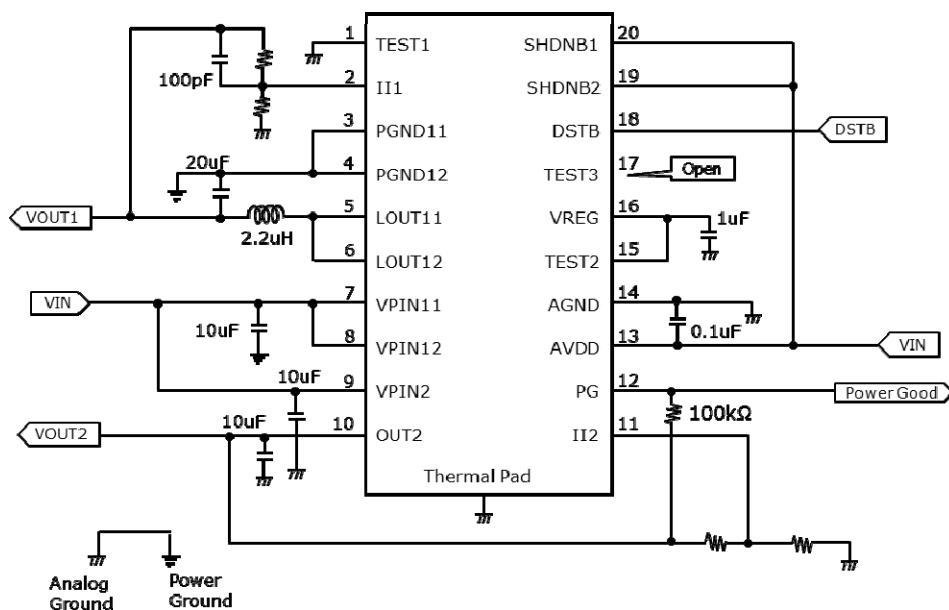 1 TEST1
2 II1
3 PGND11
4 PGND12
5 LOUT11
6 LOUT12
7 VPIN11
8 VPIN12
9 VPIN2
10 OUT2
20 SHDNB1
19 SHDNB2
18 DSTB
17 TEST3
16 VREG
15 TEST2
14 AGND
13 AVDD
12 PG
11 II2
Thermal Pad
100pF
20uF
VOUT1
2.2uH
VIN
10uF
10uF
VOUT2
10uF
DSTB
Open
1uF
0.1uF
VIN
Power Good
100kΩ
Analog
Ground
Power
Ground